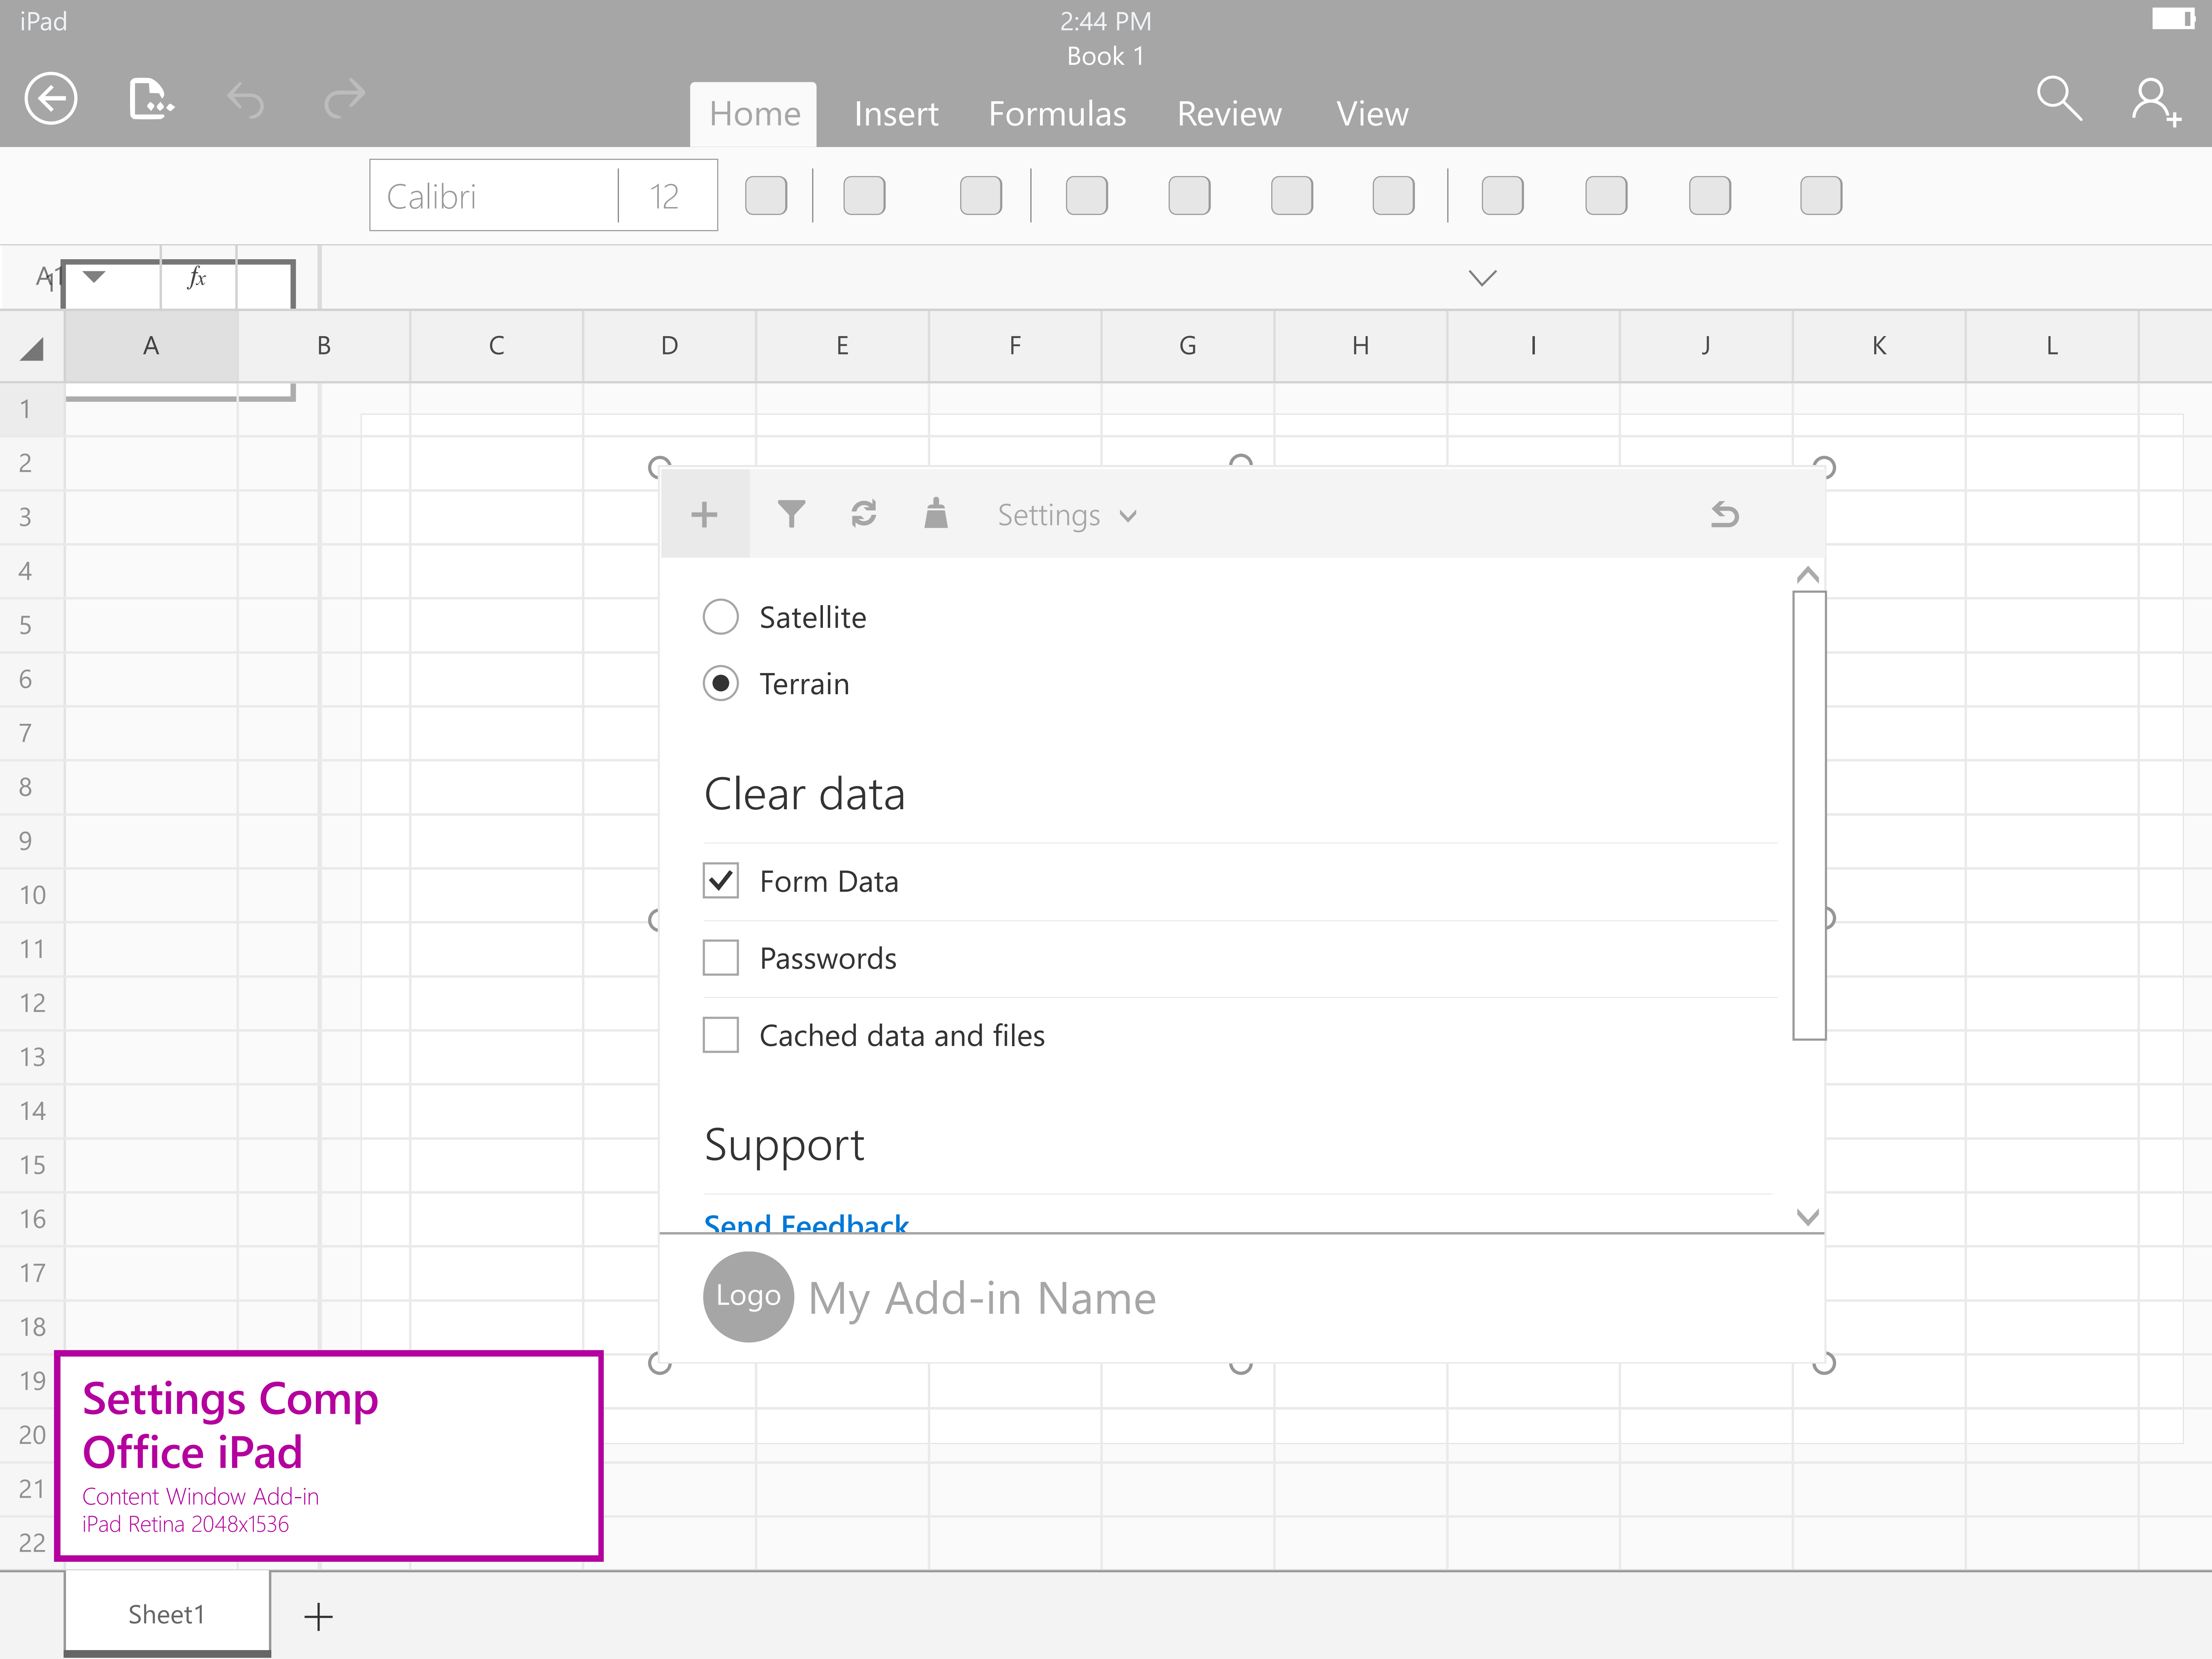 iPad
2:44 PM
Book 1
Home Insert Formulas Review View
Calibri 12
A1 fx
1
A B C D E F G H I J K L
1
2
3
4
5
6
7
8
9
10
11
12
13
14
15
16
17
18
19
20
21
22
Settings
Satellite
Terrain
Clear data
Form Data
Passwords
Cached data and files
Support
Send Feedback
Logo My Add-in Name
Settings Comp
Office iPad
Content Window Add-in
iPad Retina 2048x1536
Sheet1